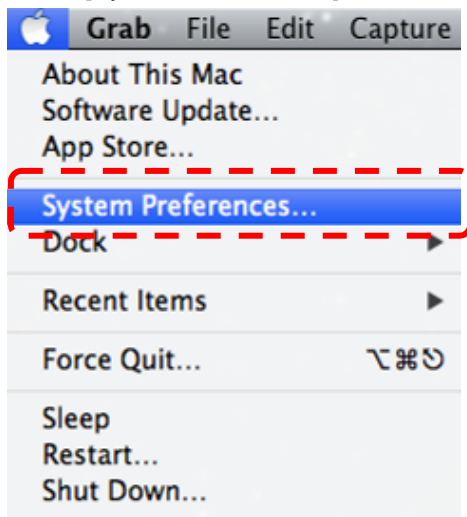 Grab File Edit Capture
About This Mac
Software Update...
App Store...
System Preferences...
Dock ▶
Recent Items ▶
Force Quit... ⌥⌘⎋
Sleep
Restart...
Shut Down...